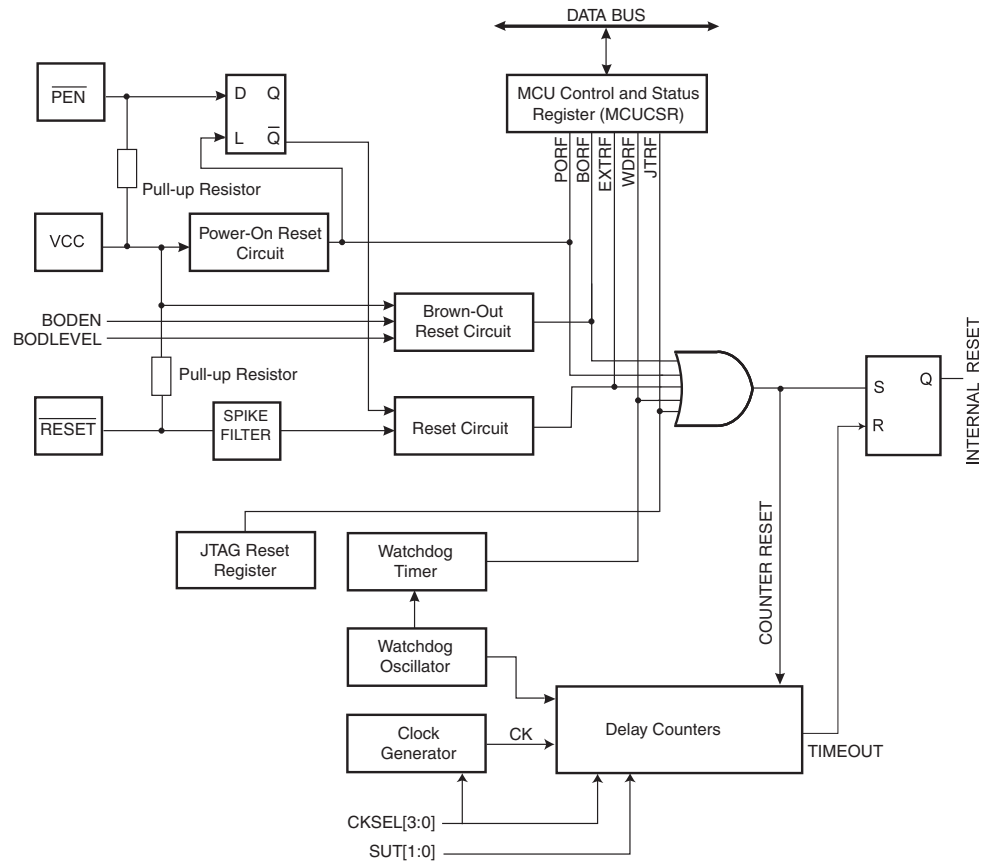 DATA BUS
PEN
D Q
L Q
MCU Control and Status
Register (MCUCSR)
PORF
BORF
EXTRF
WDRF
JTRF
Pull-up Resistor
VCC
Power-On Reset
Circuit
BODEN
BODLEVEL
Brown-Out
Reset Circuit
Pull-up Resistor
RESET
SPIKE
FILTER
Reset Circuit
S Q
R
INTERNAL RESET
JTAG Reset
Register
Watchdog
Timer
COUNTER RESET
Watchdog
Oscillator
Clock
Generator
CK
Delay Counters
TIMEOUT
CKSEL[3:0]
SUT[1:0]